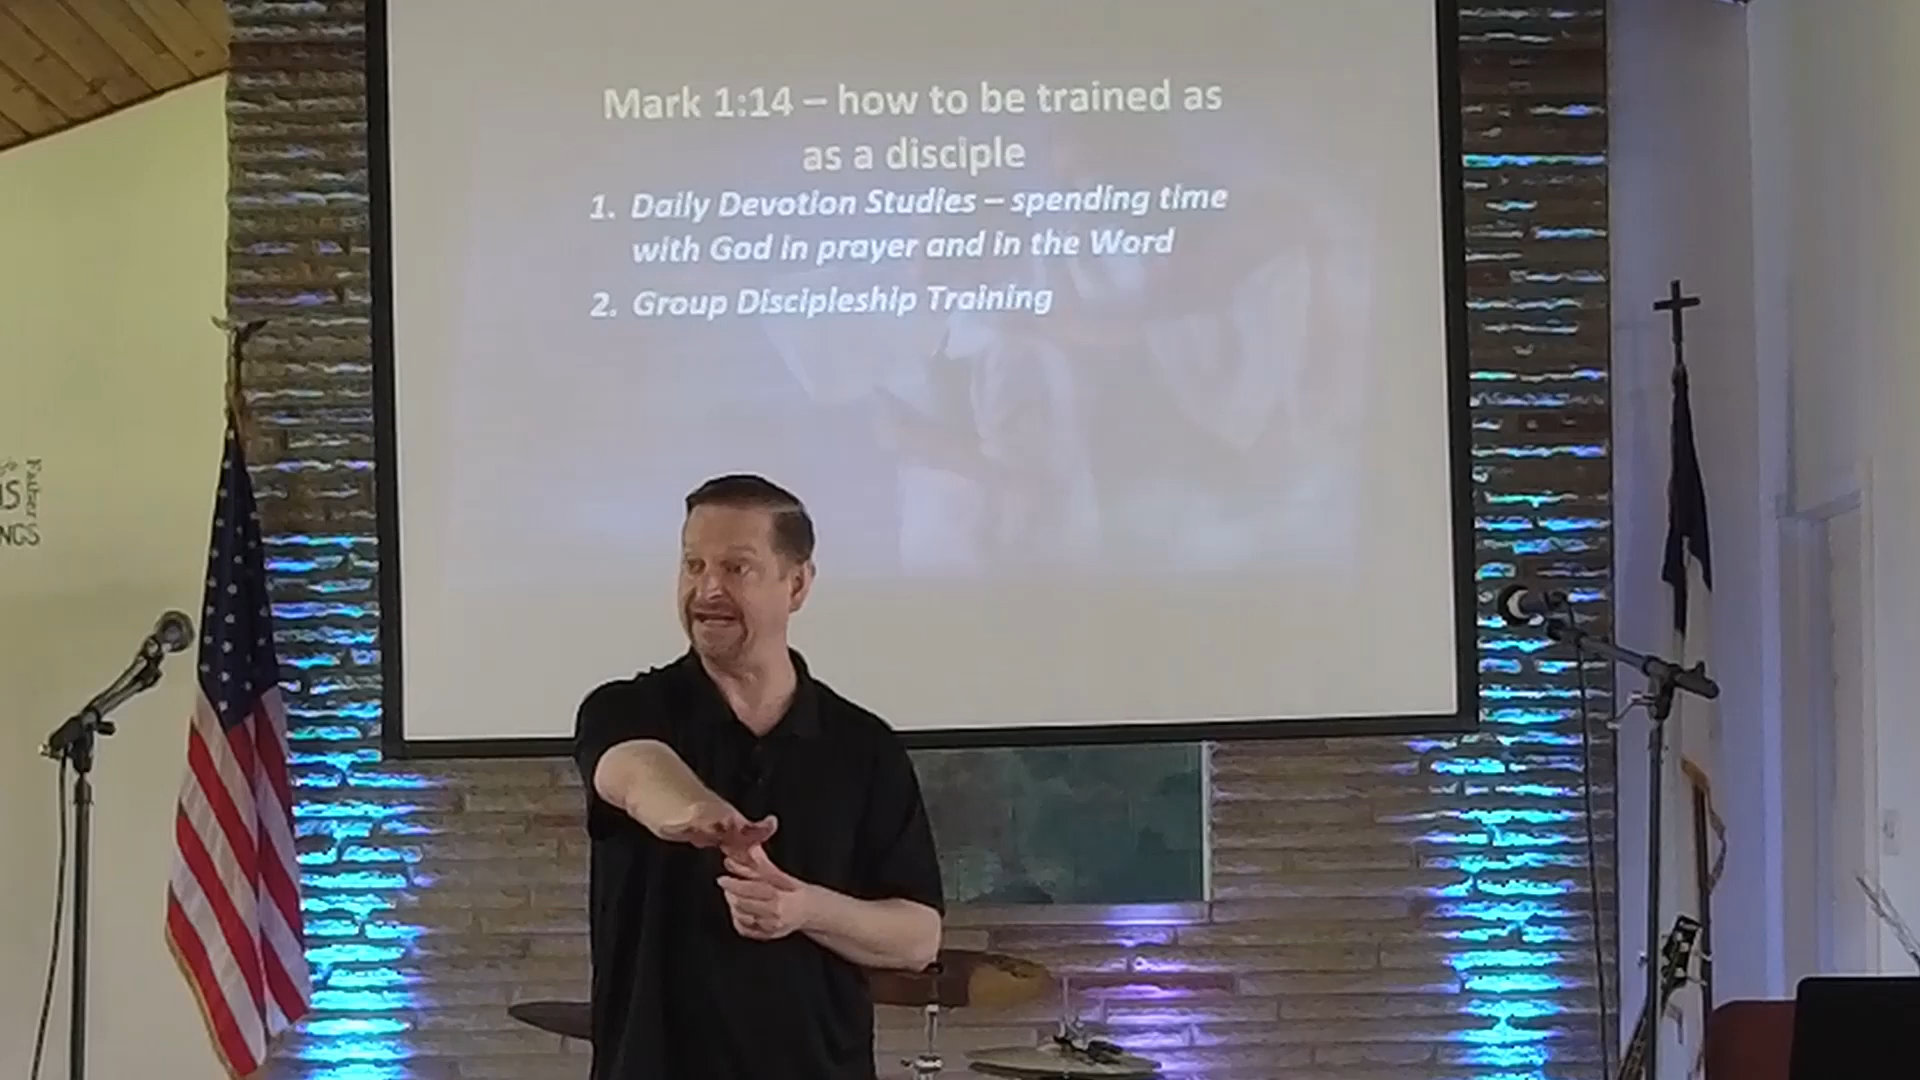 Mark 1:14 – how to be trained as
as a disciple
1. Daily Devotion Studies – spending time
with God in prayer and in the Word
2. Group Discipleship Training
Father